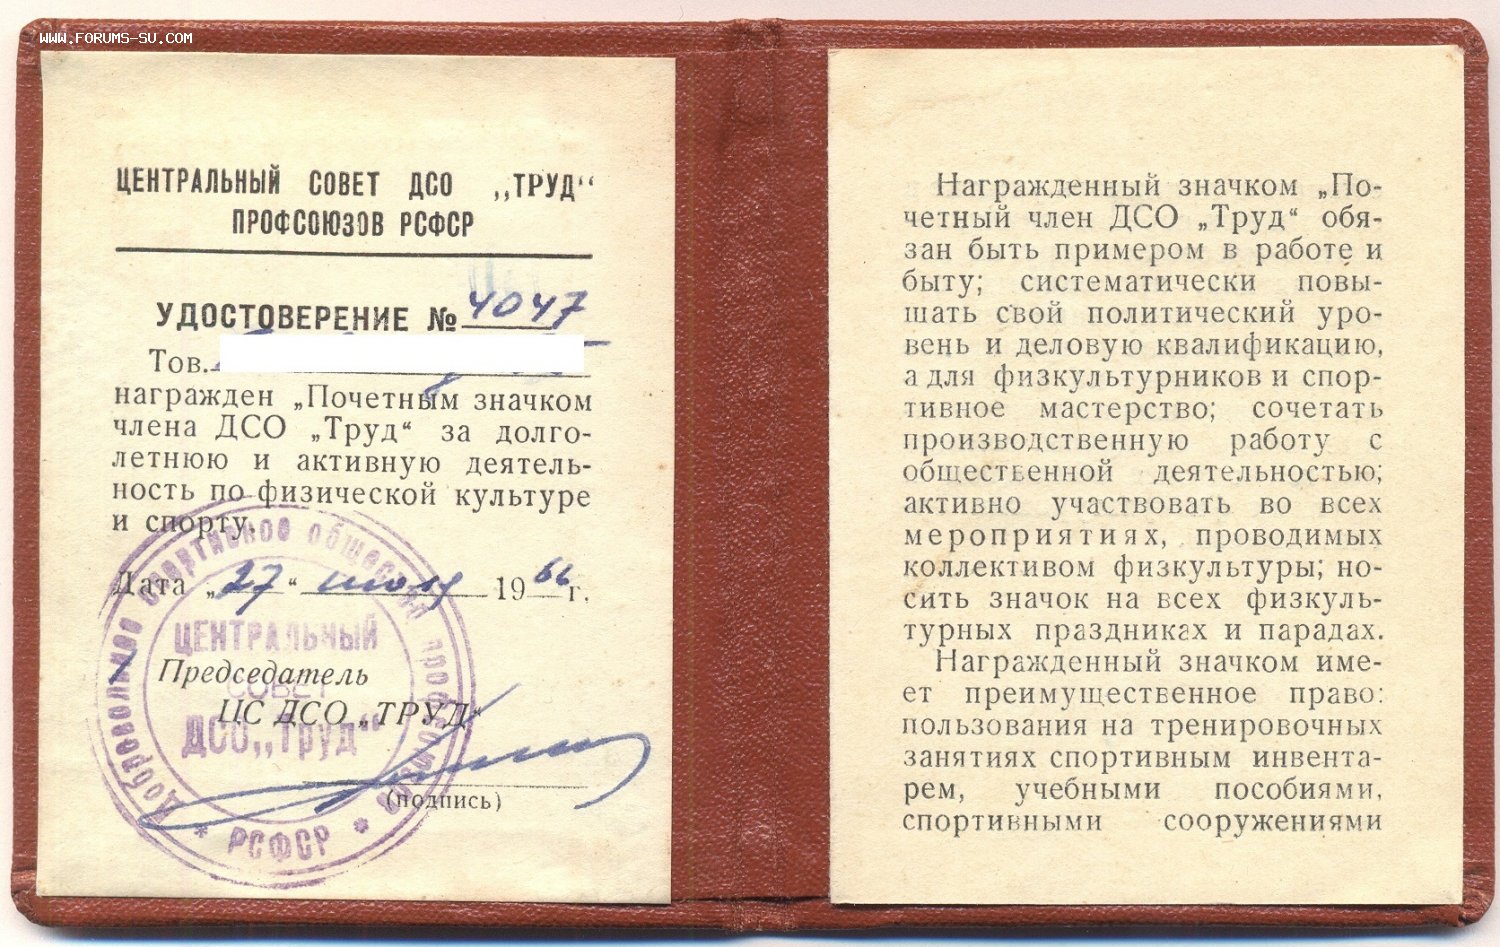 WWW.FORUMS-SU.COM
ЦЕНТРАЛЬНЫЙ СОВЕТ ДСО „ТРУД“
ПРОФСОЮЗОВ РСФСР
УДОСТОВЕРЕНИЕ № 4047
Тов.
награжден „Почетным значком
члена ДСО „Труд“ за долго-
летнюю и активную деятель-
ность по физической культуре
и спорту.
Дата „27“ июля 1966 г.
Председатель
ЦС ДСО „ТРУД“
(подпись)
Добровольное спортивное общество профсоюзов
* РСФСР *
ЦЕНТРАЛЬНЫЙ
СОВЕТ
ДСО „Труд“
Награжденный значком „По-
четный член ДСО „Труд“ обя-
зан быть примером в работе и
быту; систематически повы-
шать свой политический уро-
вень и деловую квалификацию,
а для физкультурников и спор-
тивное мастерство; сочетать
производственную работу с
общественной деятельностью;
активно участвовать во всех
мероприятиях, проводимых
коллективом физкультуры; но-
сить значок на всех физкуль-
турных праздниках и парадах.
Награжденный значком име-
ет преимущественное право:
пользования на тренировочных
занятиях спортивным инвента-
рем, учебными пособиями,
спортивными сооружениями